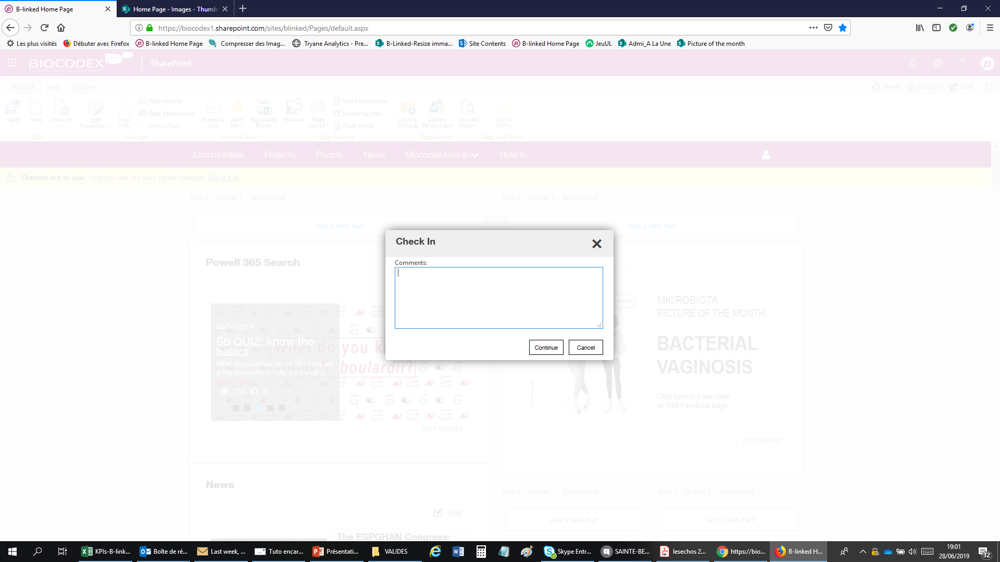 B-linked Home Page
Home Page - Images - Thumb
https://biocodex1.sharepoint.com/sites/blinked/Pages/default.aspx
Les plus visités Débuter avec Firefox B-linked Home Page Compresser des Imag... Tryane Analytics - Pre... B-Linked-Resize imma... Site Contents B-linked Home Page JeuUL Admi_A La Une Picture of the month
BIOCODEX SharePoint
BROWSE PAGE PUBLISH SHARE FOLLOW SAVE
Save New Check In Edit Properties Page URLs Page History Page Permissions Delete Page E-mail a Link Alert Me Popularity Trends Preview Page Layout Make Homepage Incoming Links Draft Check Library Settings Library Permissions View All Pages Tags & Notes
Edit Manage Share & Track Page Actions Page Library Tags and Notes
Communities Projects People News Biocodex Group How to
Checked out to you Only you can see your recent changes. Check it in.
Row 1 - Section 1 - TopZoneFull Row 1 - Section 2 - TopZoneFull
Add a Web Part Add a Web Part
Check In
Comments:
Continue Cancel
Powell 365 Search
06/24/2019
Sb QUIZ: know the
basics
What do you know about Sb? Here are
a few questions to help you be up to...
116 3
What do you k
boulardii?
EDIT SNIPPET
MICROBIOTA
PICTURE OF THE MONTH
BACTERIAL
VAGINOSIS
Click here to know more
on BMI Facebook page.
EDIT SNIPPET
News
Edit
The ESPGHAN Congress:
Row 2 - Section 1 - TopZoneFull Row 2 - Section 2 - TopZoneFull
Add a Web Part Add a Web Part
KPIs-B-link... Boîte de ré... Last week, ... Tuto encar... Présentati... VALIDES Skype Entr... SAINTE-BE... lesechos 2... https://bio... B-linked H...
19:01
28/06/2019
32